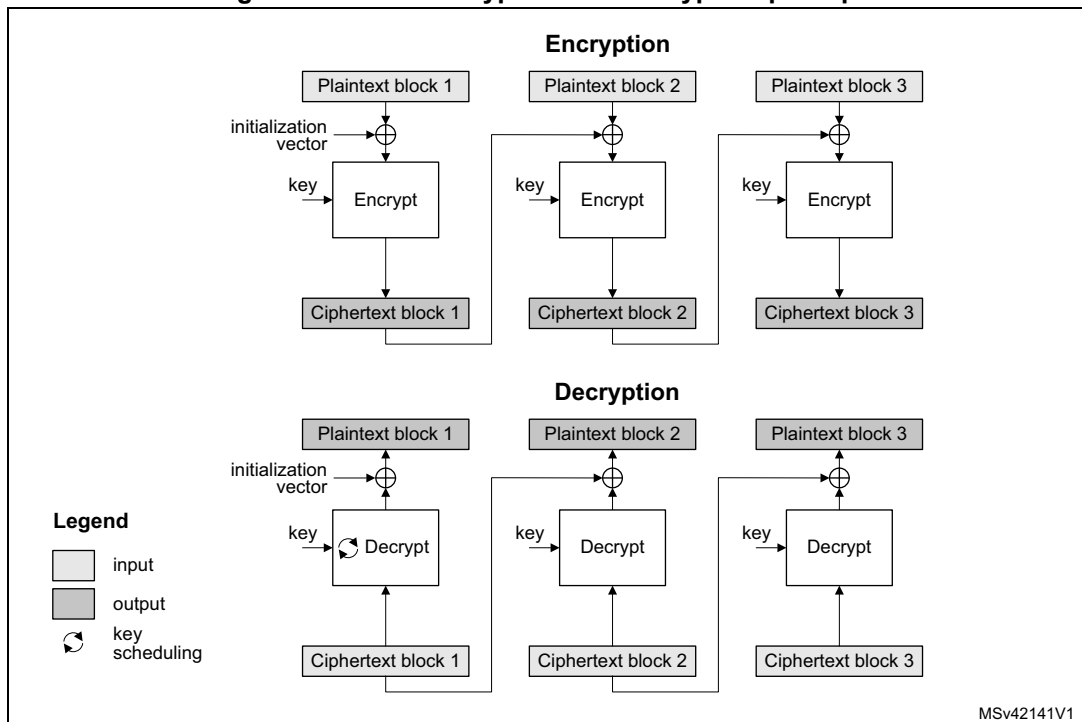 Encryption
Plaintext block 1
Plaintext block 2
Plaintext block 3
initialization
vector
key
Encrypt
key
Encrypt
key
Encrypt
Ciphertext block 1
Ciphertext block 2
Ciphertext block 3
Decryption
Plaintext block 1
Plaintext block 2
Plaintext block 3
initialization
vector
Legend
key
Decrypt
key
Decrypt
key
Decrypt
input
output
key
scheduling
Ciphertext block 1
Ciphertext block 2
Ciphertext block 3
MSv42141V1